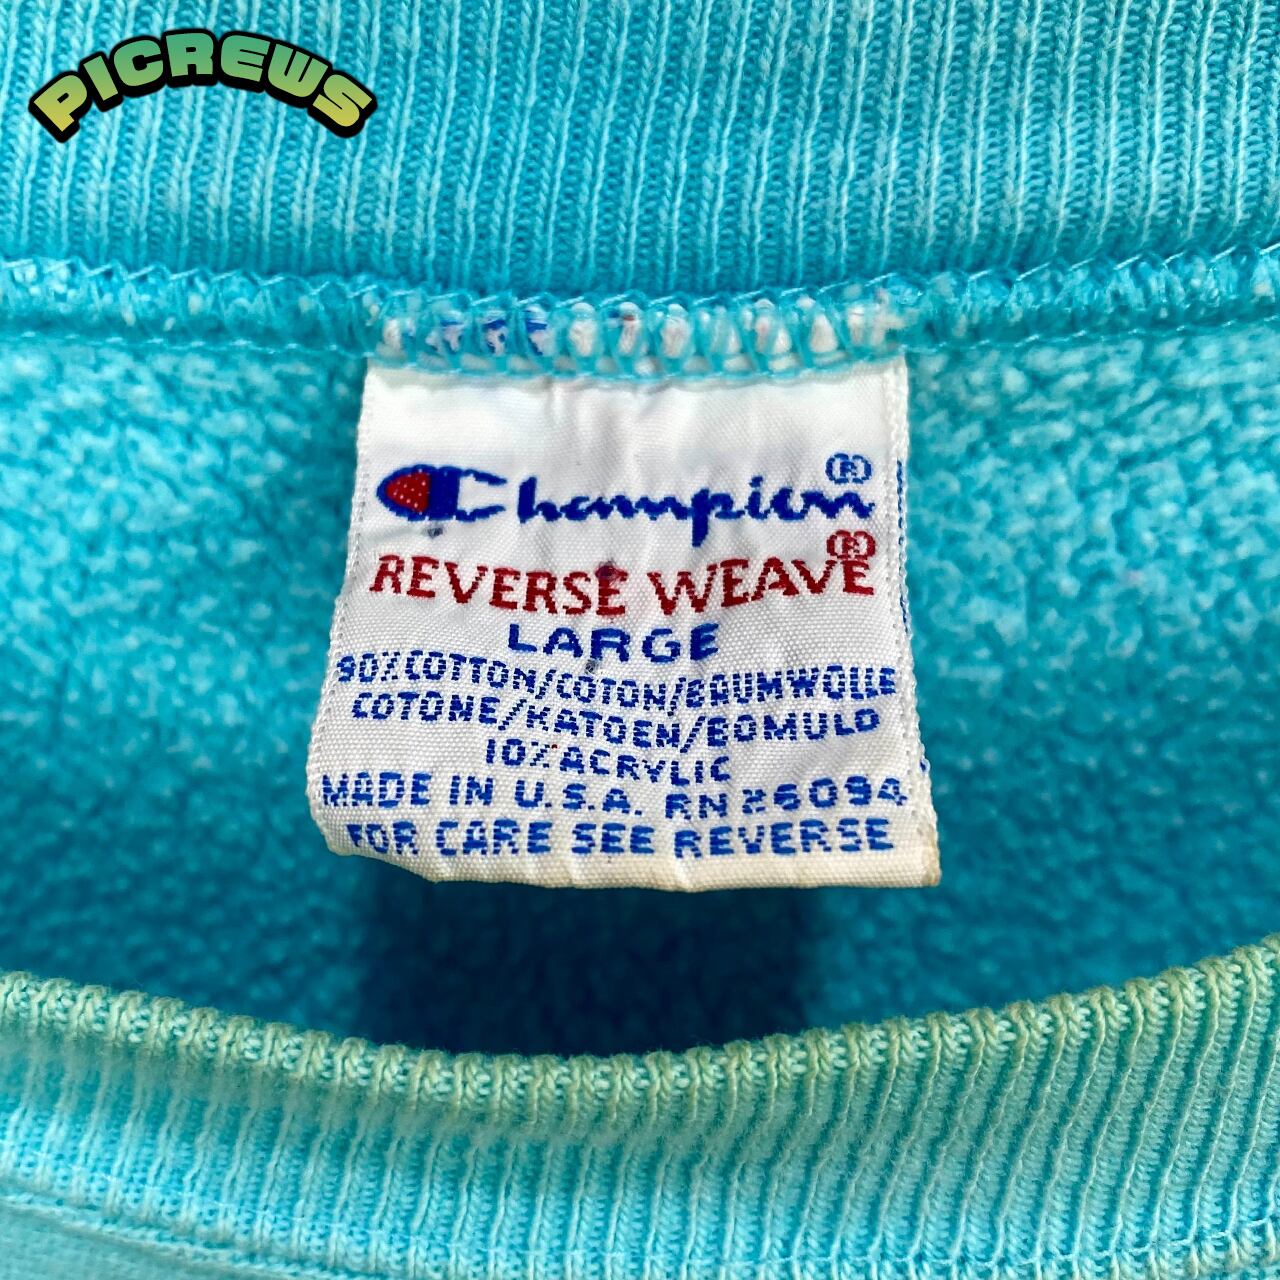 PICREWS
Champion®
REVERSE WEAVE®
LARGE
90% COTTON/COTON/BAUMWOLLE
COTONE/KATOEN/BOMULD
10% ACRYLIC
MADE IN U.S.A. RN 26094
FOR CARE SEE REVERSE